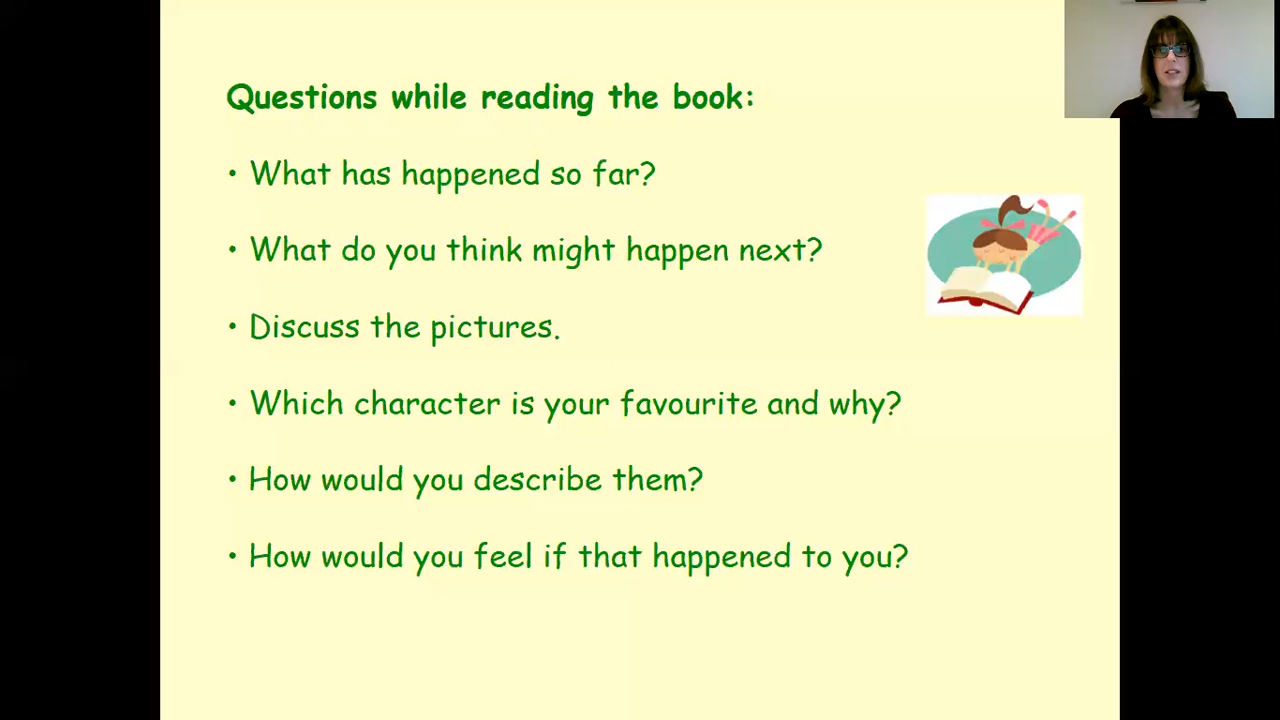 Questions while reading the book:
• What has happened so far?
• What do you think might happen next?
• Discuss the pictures.
• Which character is your favourite and why?
• How would you describe them?
• How would you feel if that happened to you?